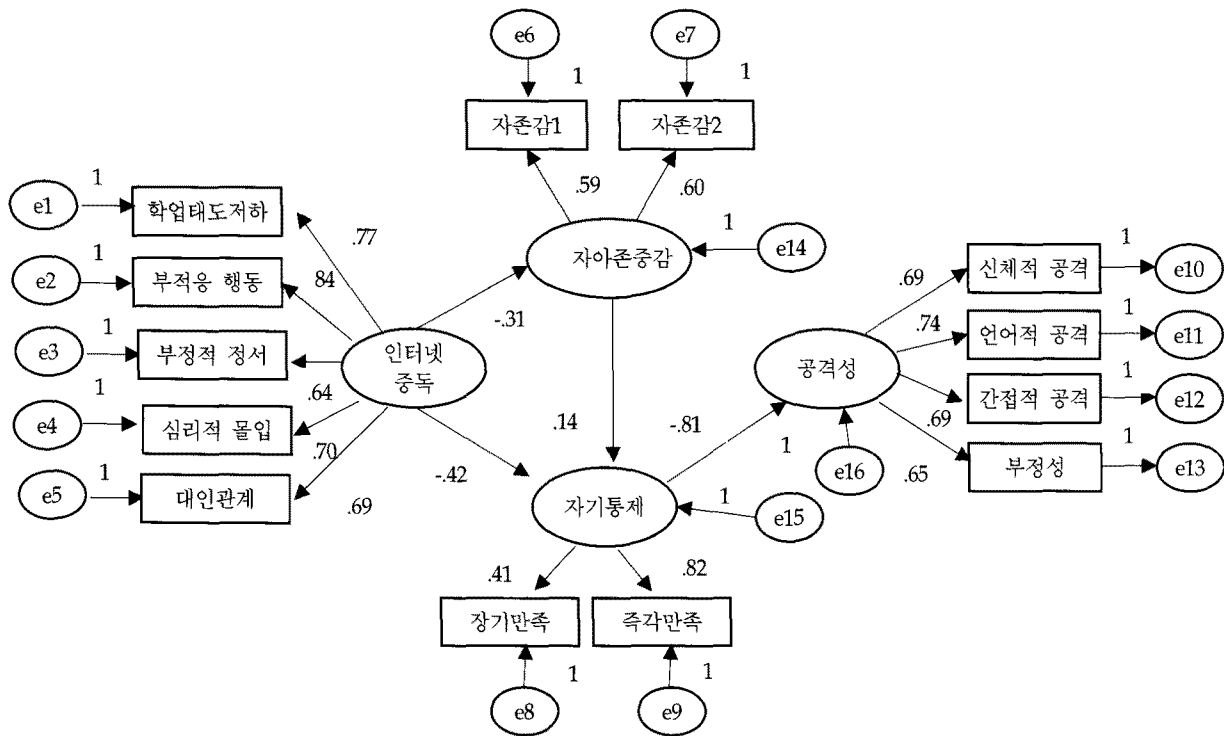 e6
e7
1
1
자존감1
자존감2
1
e1
학업태도저하
.59
.60
.77
1
자아존중감
e14
1
e2
부적응 행동
84
-.31
.69
신체적 공격
1
e10
1
e3
부정적 정서
인터넷
중독
.74
언어적 공격
1
e11
공격성
1
e4
심리적 몰입
.64
간접적 공격
1
e12
.70
.14
-.81
.69
1
e5
대인관계
.69
-.42
1
e16
.65
부정성
1
e13
자기통제
1
e15
.41
.82
장기만족
즉각만족
1
1
e8
e9